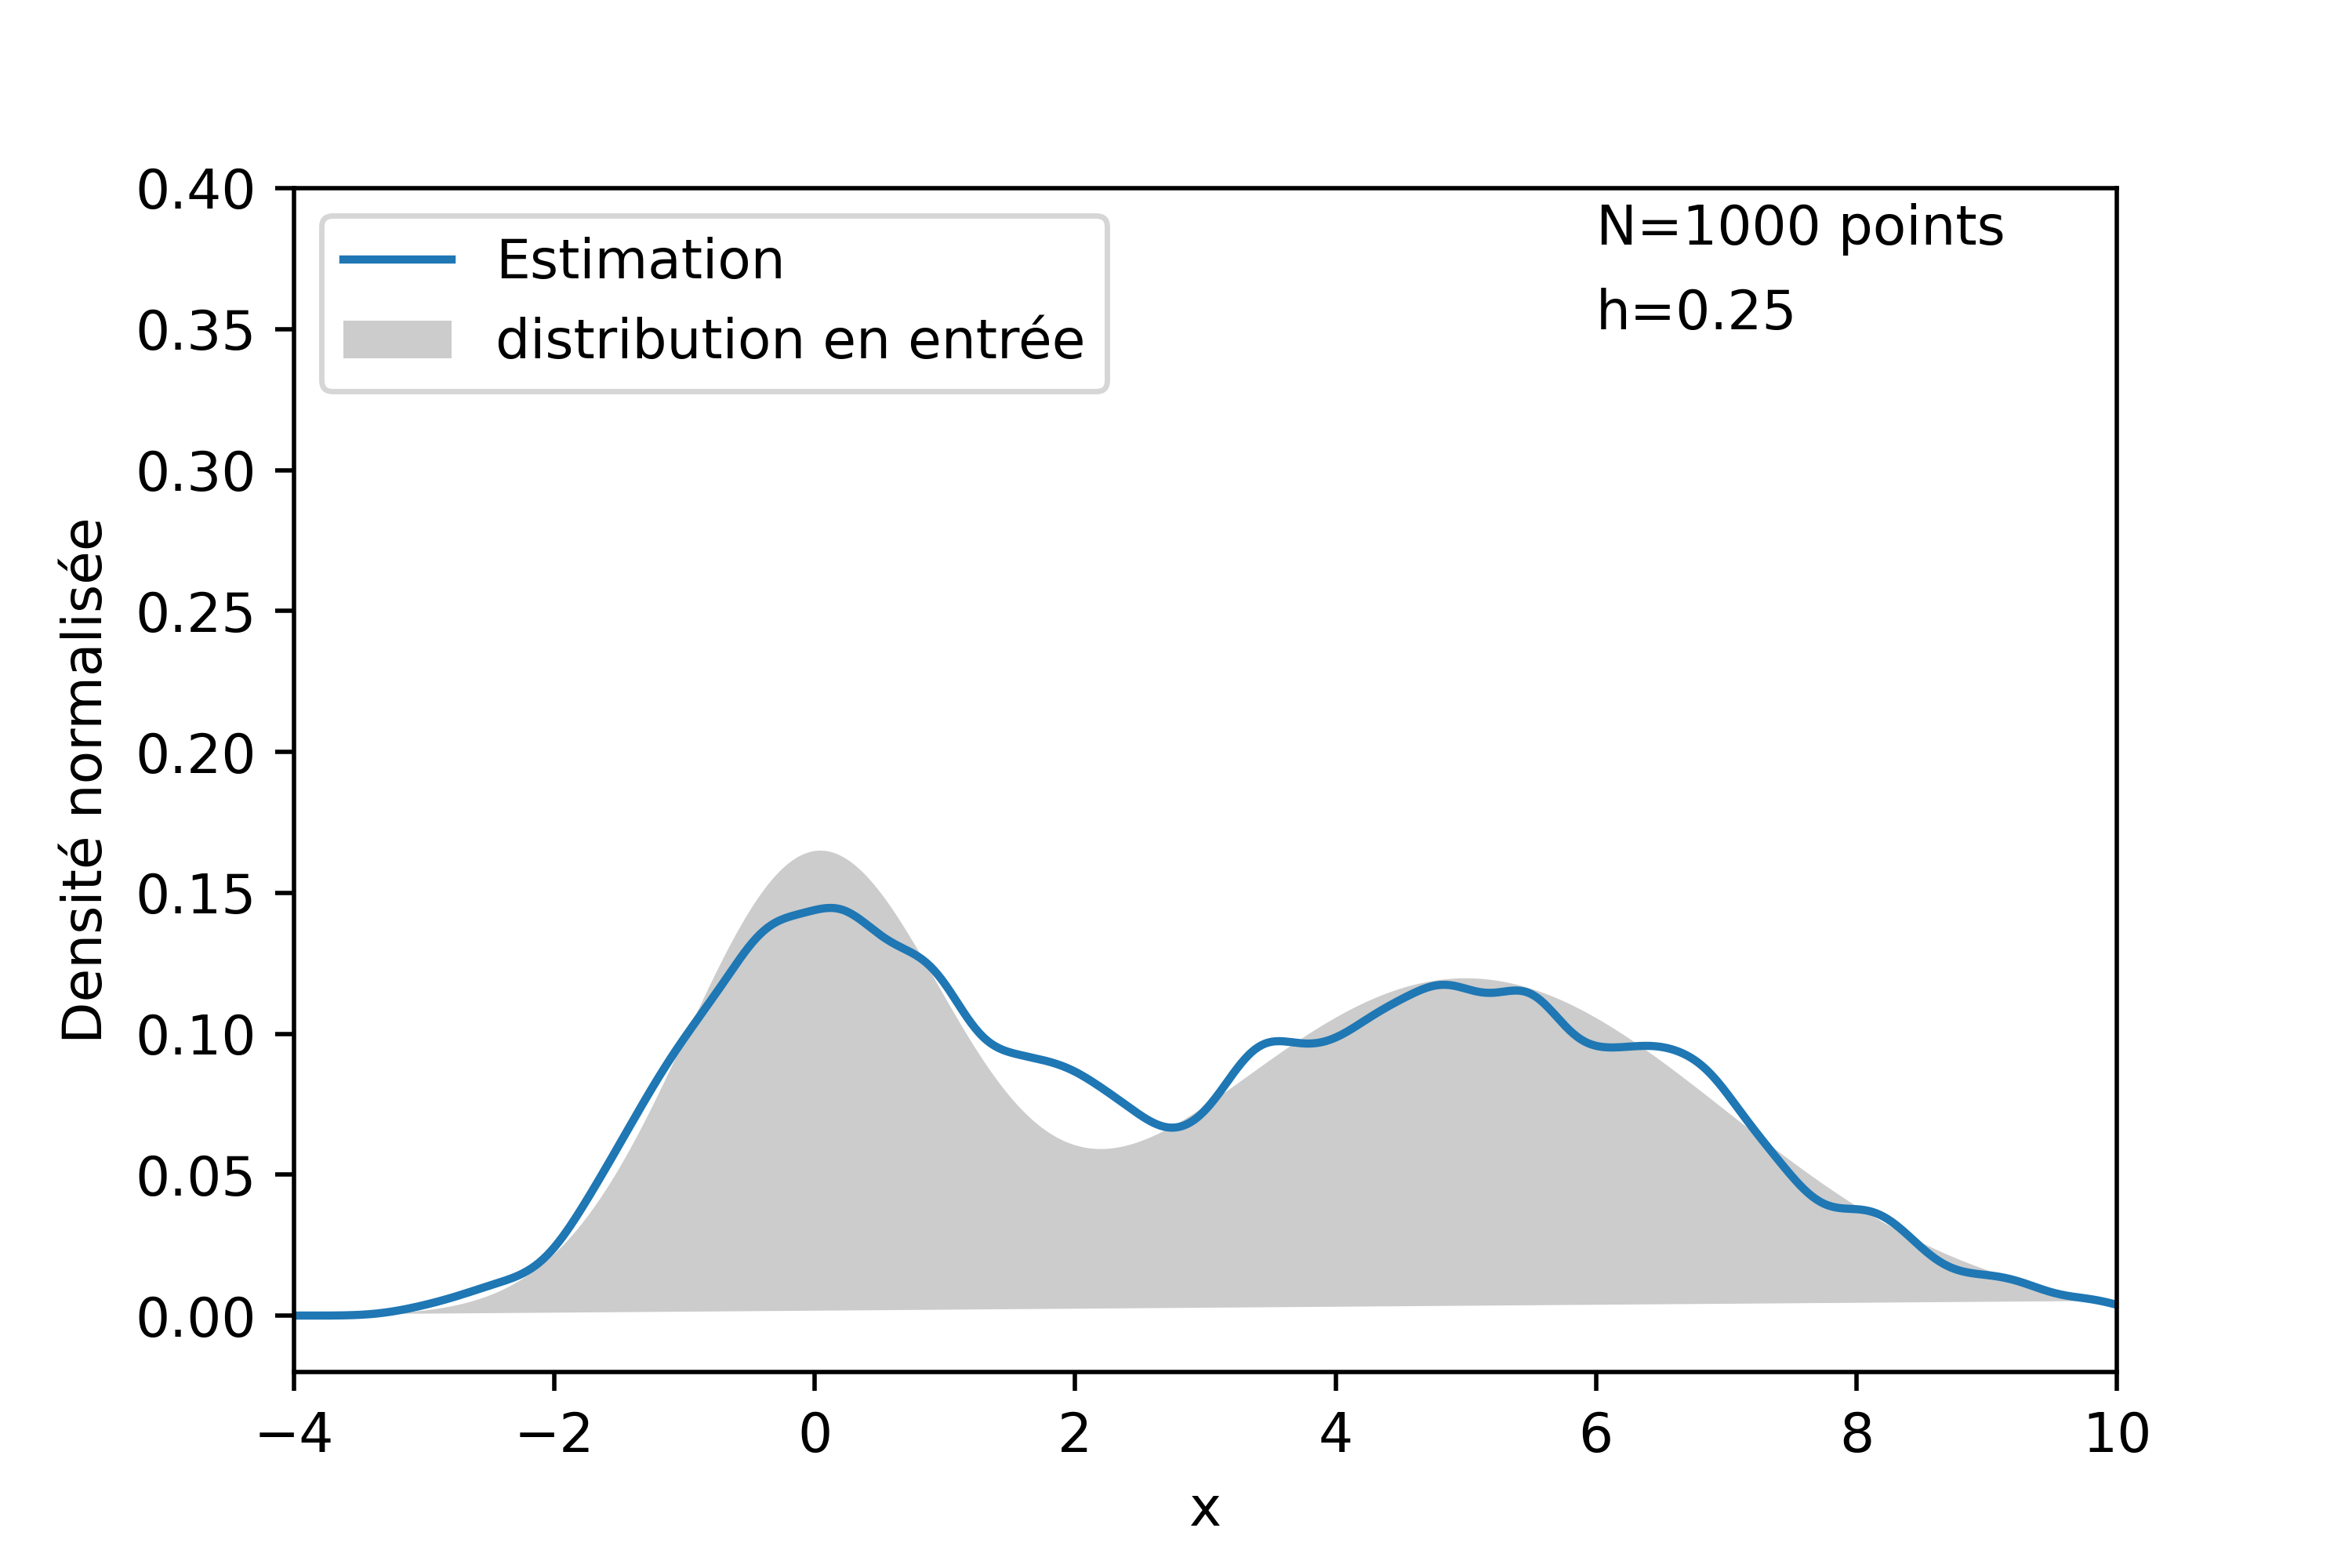 N=1000 points
h=0.25
Estimation
distribution en entrée
Densité normalisée
0.40
0.35
0.30
0.25
0.20
0.15
0.10
0.05
0.00
−4 −2 0 2 4 6 8 10
x